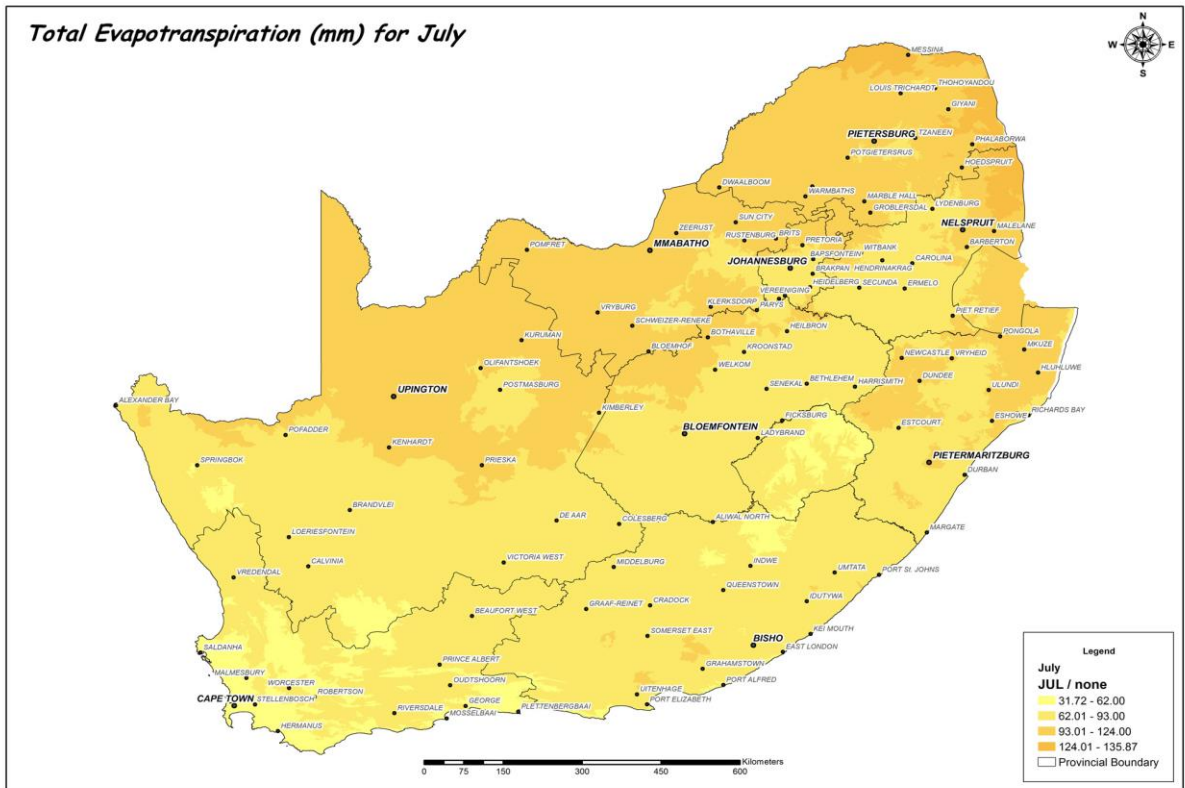 Total Evapotranspiration (mm) for July
N
W E
S
MESSINA
THOHOYANDOU
LOUIS TRICHARDT
GIYANI
PIETERSBURG
TZANEEN
PHALABORWA
POTGIETERSRUS
HOEDSPRUIT
DWAALBOOM
WARMBATHS
MARBLE HALL
GROBLERSDAL
LYDENBURG
SUN CITY
NELSPRUIT
MALELANE
ZEERUST
RUSTENBURG
BRITS
PRETORIA
WITBANK
BARBERTON
POMFRET
MMABATHO
BAPSFONTEIN
JOHANNESBURG
HENDRINAKRAG
CAROLINA
BRAKPAN
HEIDELBERG
SECUNDA
ERMELO
VEREENIGING
KLERKSDORP
PARYS
VRYBURG
PIET RETIEF
SCHWEIZER-RENEKE
HEILBRON
KURUMAN
BOTHAVILLE
PONGOLA
BLOEMHOF
KROONSTAD
MKUZE
NEWCASTLE
VRYHEID
OLIFANTSHOEK
WELKOM
HLUHLUWE
DUNDEE
UPINGTON
POSTMASBURG
SENEKAL
BETHLEHEM
HARRISMITH
ULUNDI
ALEXANDER BAY
KIMBERLEY
FICKSBURG
ESHOWE
RICHARDS BAY
POFADDER
BLOEMFONTEIN
LADYBRAND
ESTCOURT
KENHARDT
SPRINGBOK
PRIESKA
PIETERMARITZBURG
DURBAN
BRANDVLEI
DE AAR
COLESBERG
ALIWAL NORTH
LOERIESFONTEIN
MARGATE
CALVINIA
VICTORIA WEST
MIDDELBURG
INDWE
VREDENDAL
UMTATA
PORT St. JOHNS
QUEENSTOWN
BEAUFORT WEST
GRAAF-REINET
CRADOCK
IDUTYWA
SOMERSET EAST
KEI MOUTH
BISHO
SALDANHA
EAST LONDON
PRINCE ALBERT
GRAHAMSTOWN
MALMESBURY
WORCESTER
OUDTSHOORN
PORT ALFRED
ROBERTSON
UITENHAGE
CAPE TOWN
STELLENBOSCH
GEORGE
PORT ELIZABETH
RIVERSDALE
MOSSELBAAI
PLETTENBERGBAAI
HERMANUS
Kilometers
0 75 150 300 450 600
Legend
July
JUL / none
31.72 - 62.00
62.01 - 93.00
93.01 - 124.00
124.01 - 135.87
Provincial Boundary